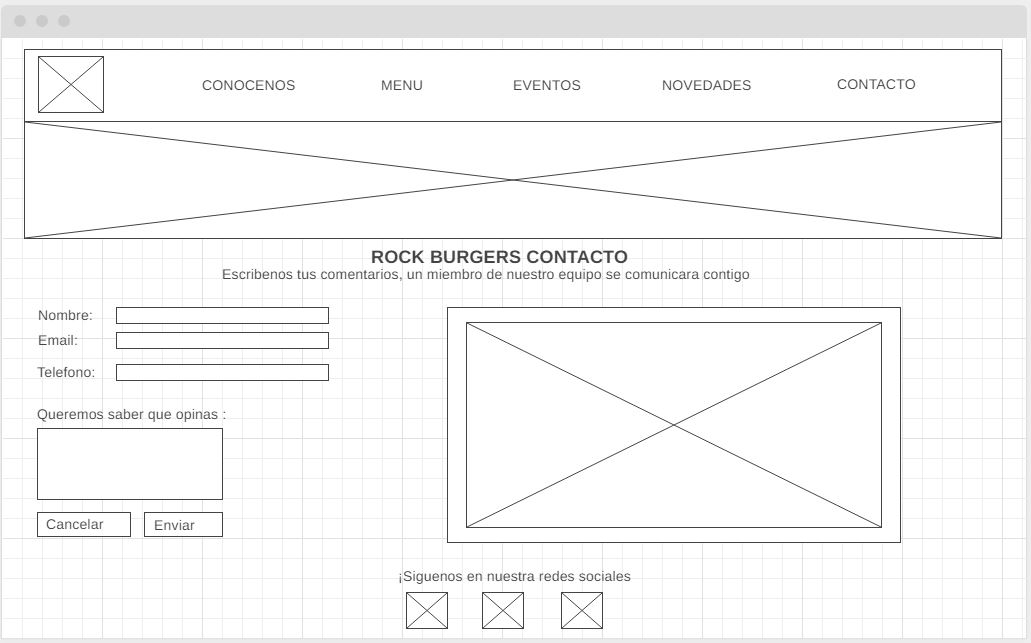 CONOCENOS MENU EVENTOS NOVEDADES CONTACTO
ROCK BURGERS CONTACTO
Escribenos tus comentarios, un miembro de nuestro equipo se comunicara contigo
Nombre:
Email:
Telefono:
Queremos saber que opinas :
Cancelar Enviar
¡Siguenos en nuestra redes sociales